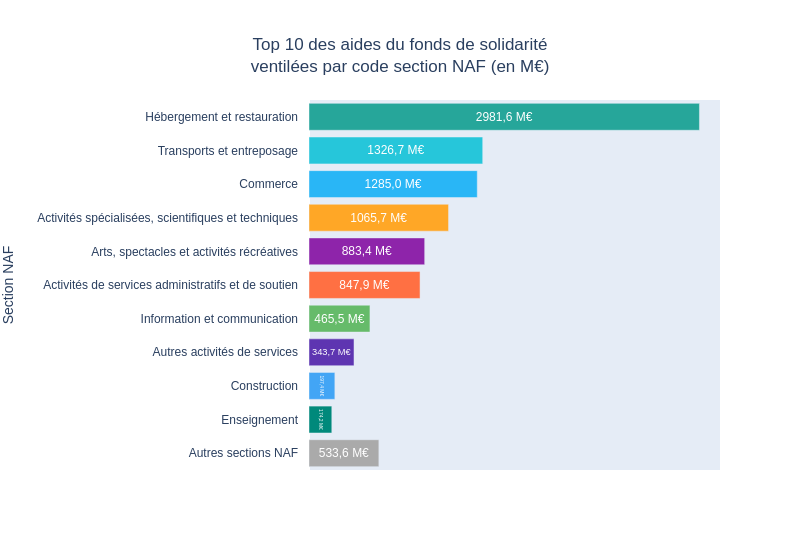 Top 10 des aides du fonds de solidarité
ventilées par code section NAF (en M€)
Section NAF
Hébergement et restauration 2981,6 M€
Transports et entreposage 1326,7 M€
Commerce 1285,0 M€
Activités spécialisées, scientifiques et techniques 1065,7 M€
Arts, spectacles et activités récréatives 883,4 M€
Activités de services administratifs et de soutien 847,9 M€
Information et communication 465,5 M€
Autres activités de services 343,7 M€
Construction
Enseignement
Autres sections NAF 533,6 M€